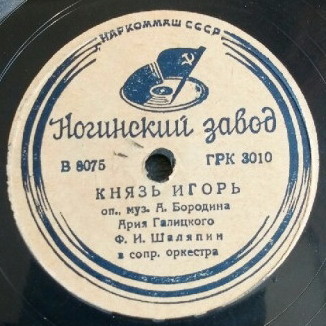 НАРКОММАШ СССР
Ногинский завод
В 8075 ГРК 3010
КНЯЗЬ ИГОРЬ
оп., муз. А. Бородина
Ария Галицкого
Ф. И. Шаляпин
в сопр. оркестра